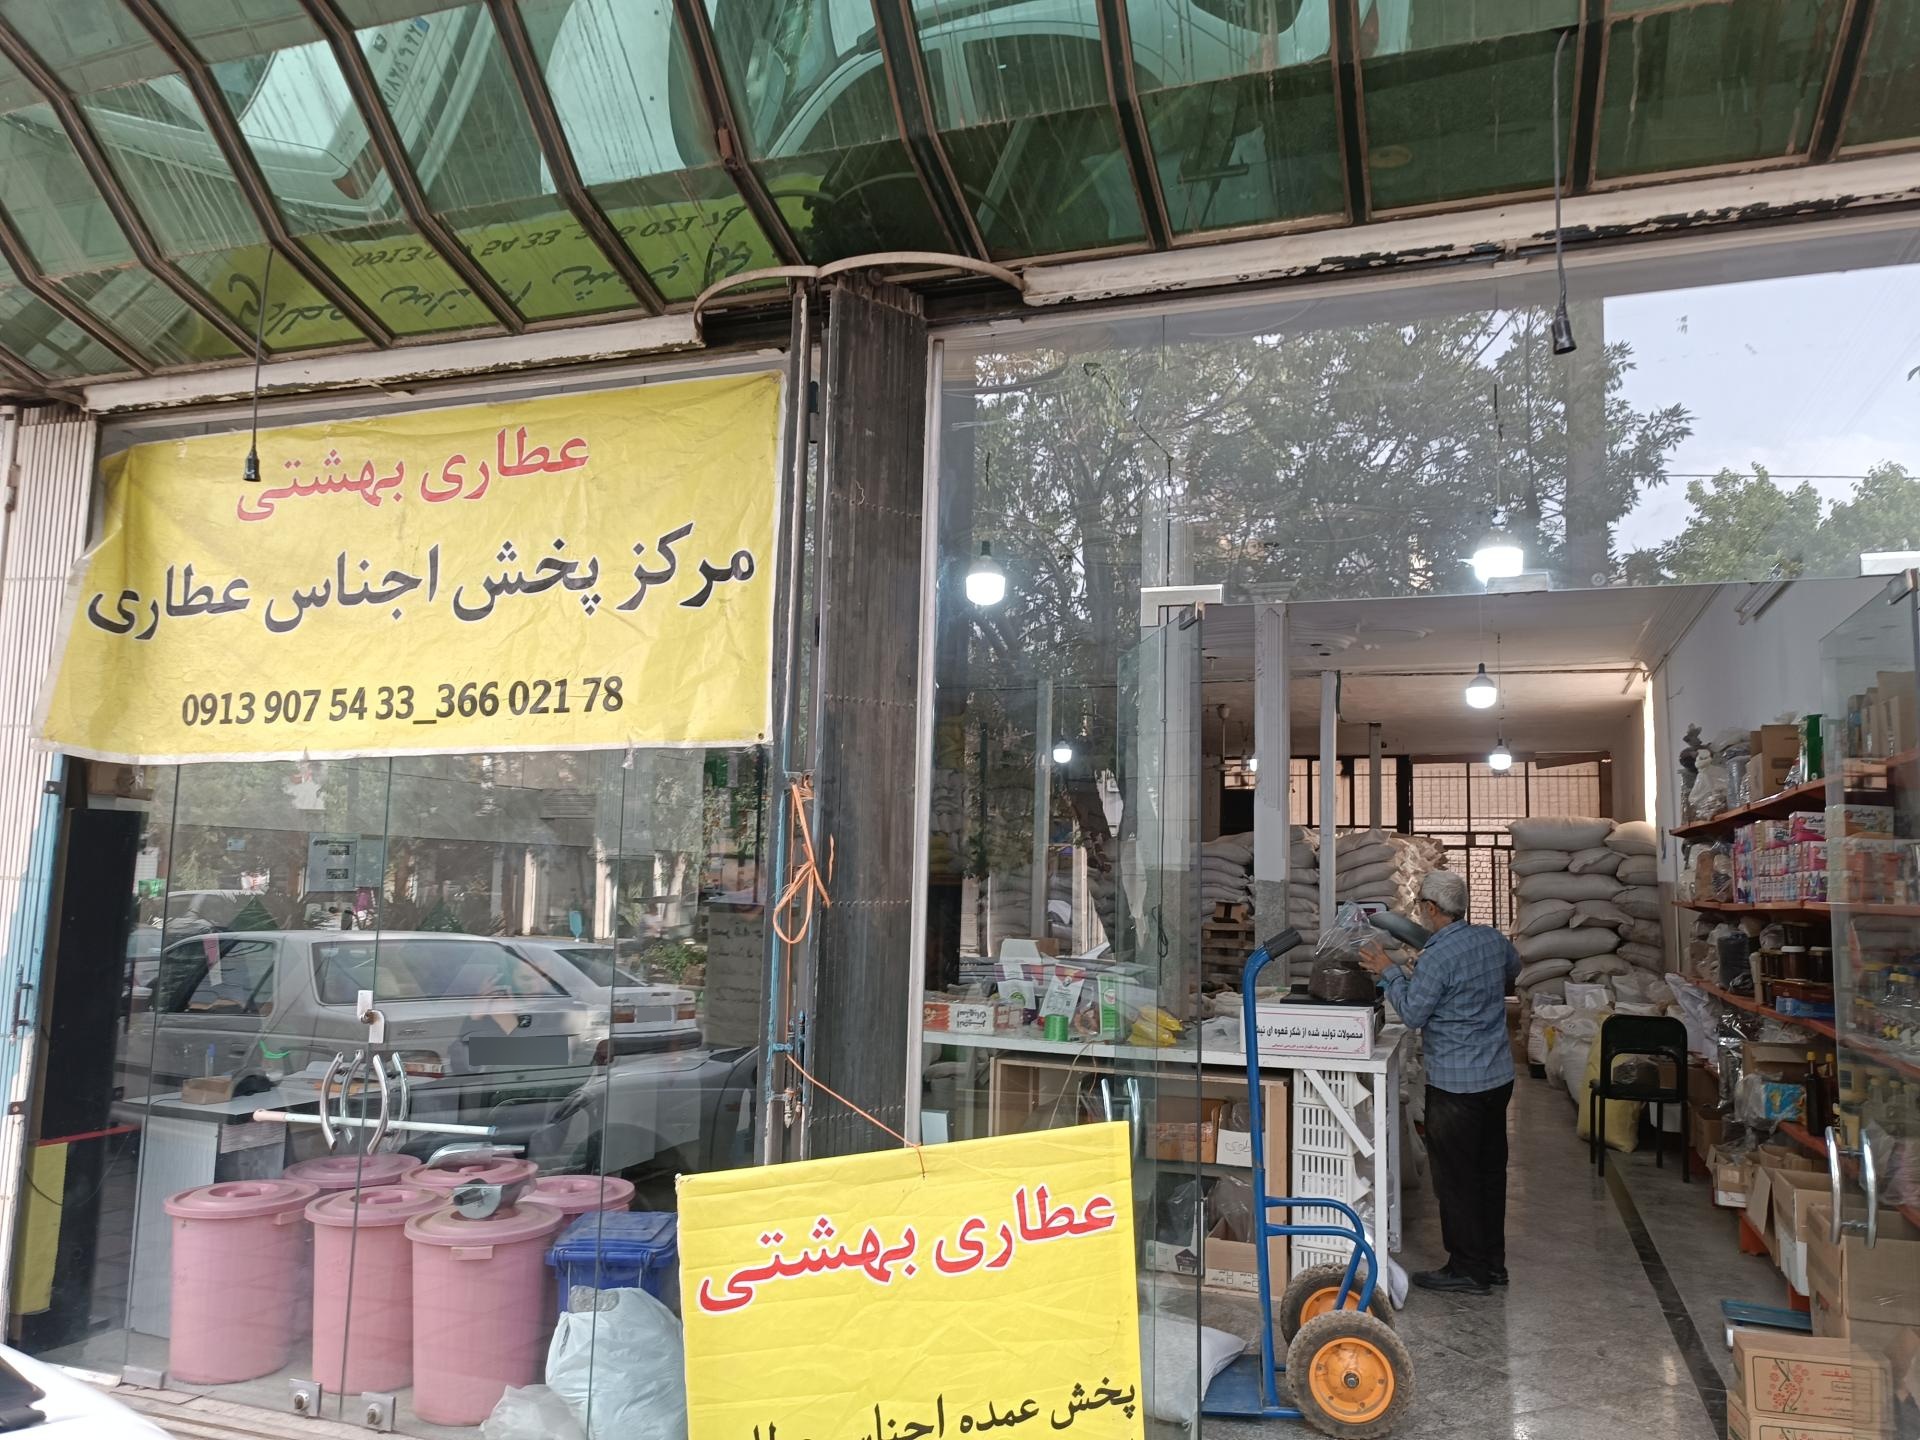 عطاری بهشتی
مرکز پخش اجناس عطاری
0913 907 54 33_366 021 78
محصولات تولید شده از شکر قهوه ای نیشکر
عطاری بهشتی
پخش عمده اجناس